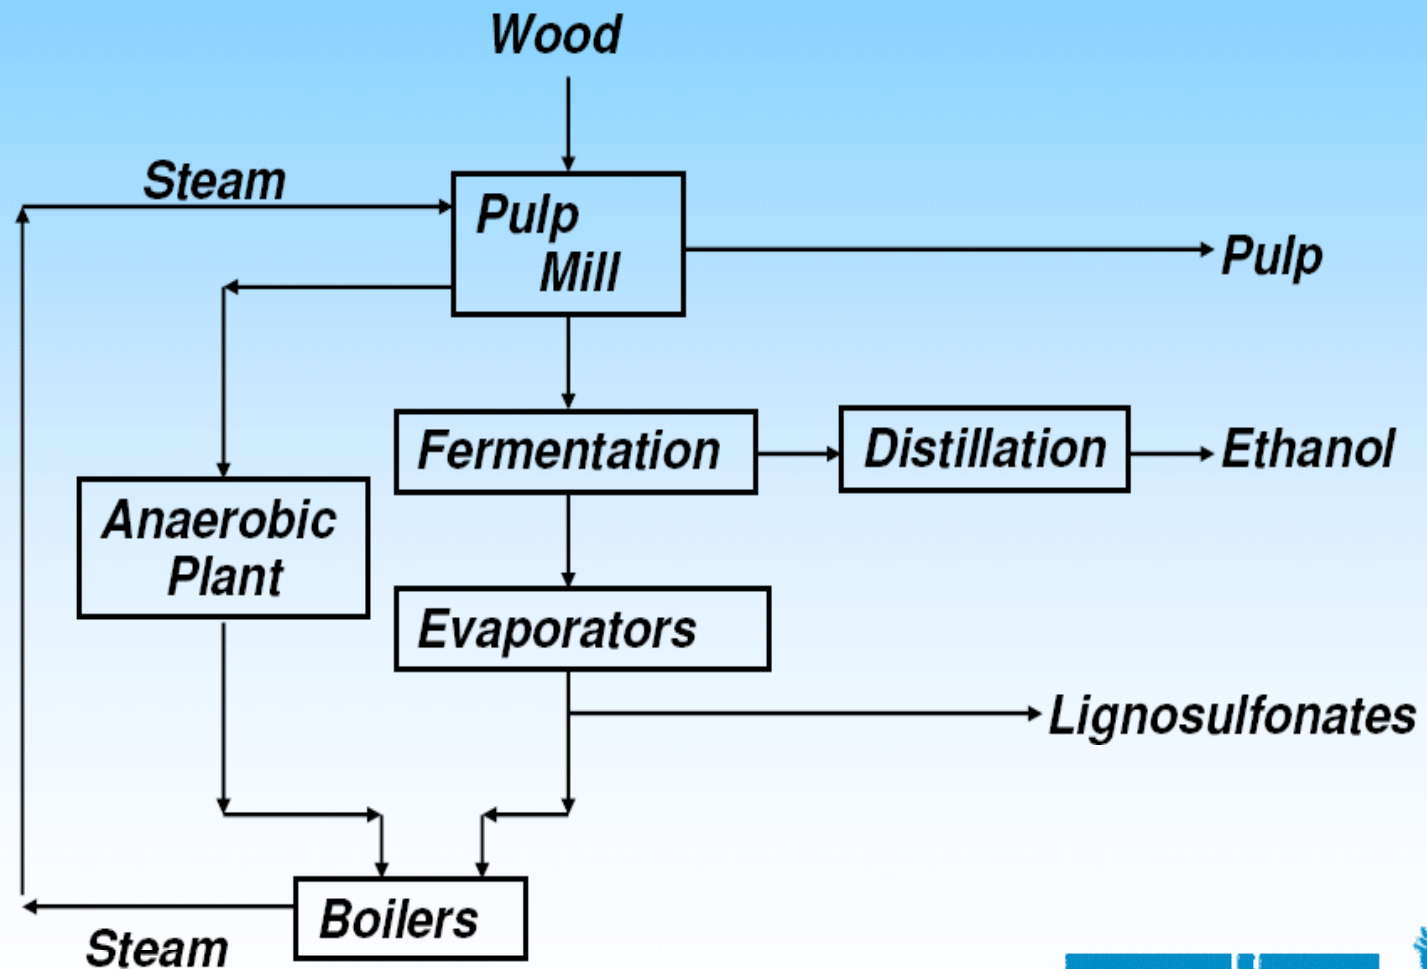 Wood
Steam
Pulp
Mill
Pulp
Fermentation
Distillation
Ethanol
Anaerobic
Plant
Evaporators
Lignosulfonates
Boilers
Steam